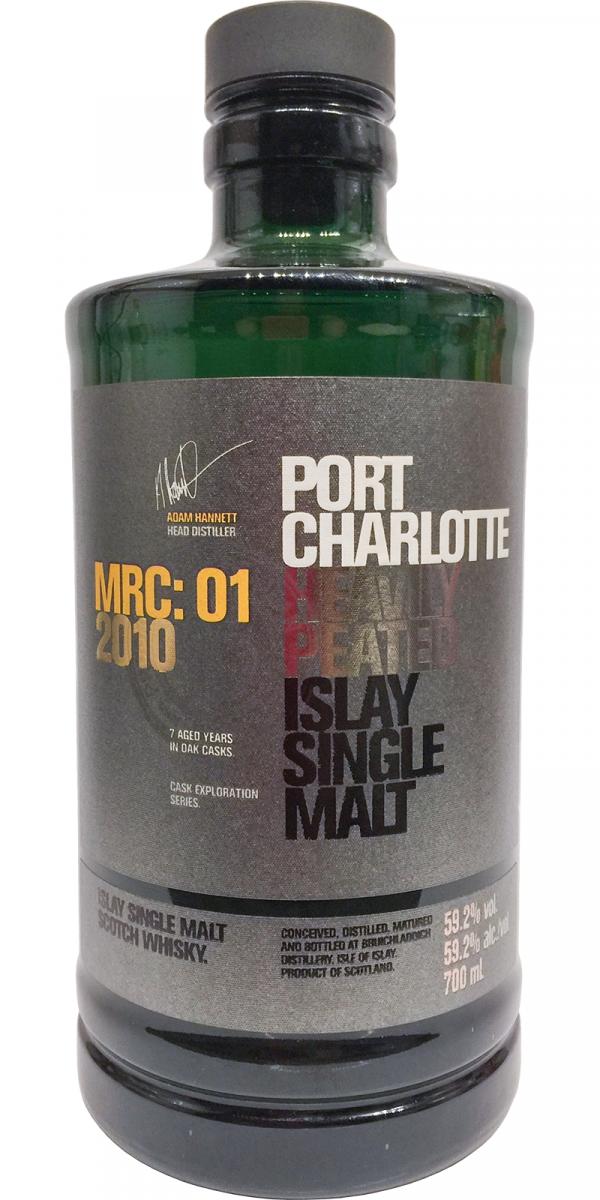 ADAM HANNETT
HEAD DISTILLER
MRC: 01
2010
7 AGED YEARS
IN OAK CASKS.
CASK EXPLORATION
SERIES.
PORT
CHARLOTTE
HEAVILY
PEATED
ISLAY
SINGLE
MALT
ISLAY SINGLE MALT
SCOTCH WHISKY.
CONCEIVED, DISTILLED, MATURED
AND BOTTLED AT BRUICHLADDICH
DISTILLERY, ISLE OF ISLAY.
PRODUCT OF SCOTLAND.
59.2% vol.
59.2% alc./vol
700 mL